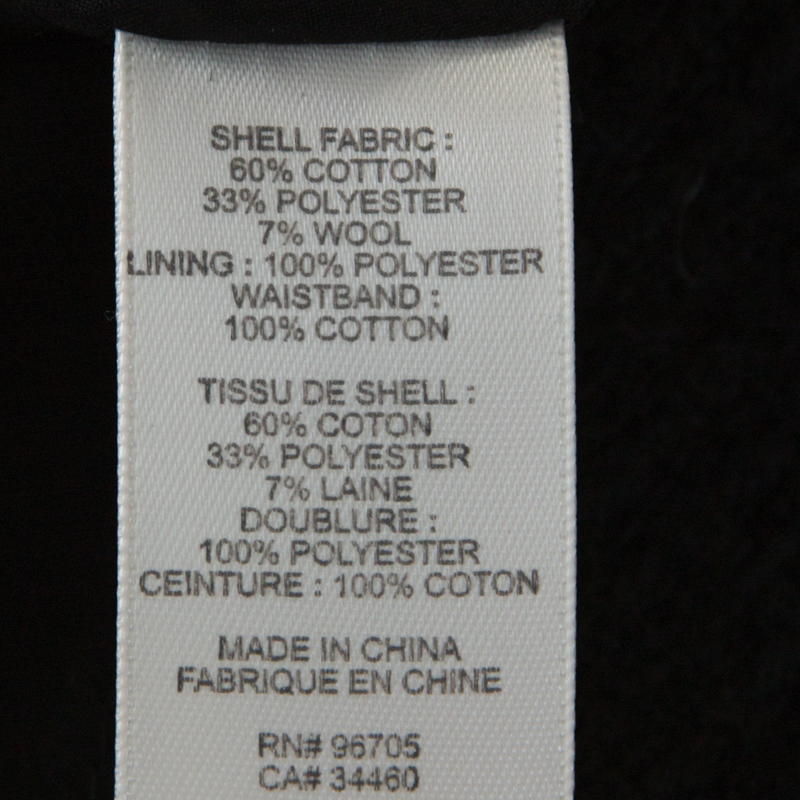 SHELL FABRIC :
60% COTTON
33% POLYESTER
7% WOOL
LINING : 100% POLYESTER
WAISTBAND :
100% COTTON
TISSU DE SHELL :
60% COTON
33% POLYESTER
7% LAINE
DOUBLURE :
100% POLYESTER
CEINTURE : 100% COTON
MADE IN CHINA
FABRIQUE EN CHINE
RN# 96705
CA# 34460